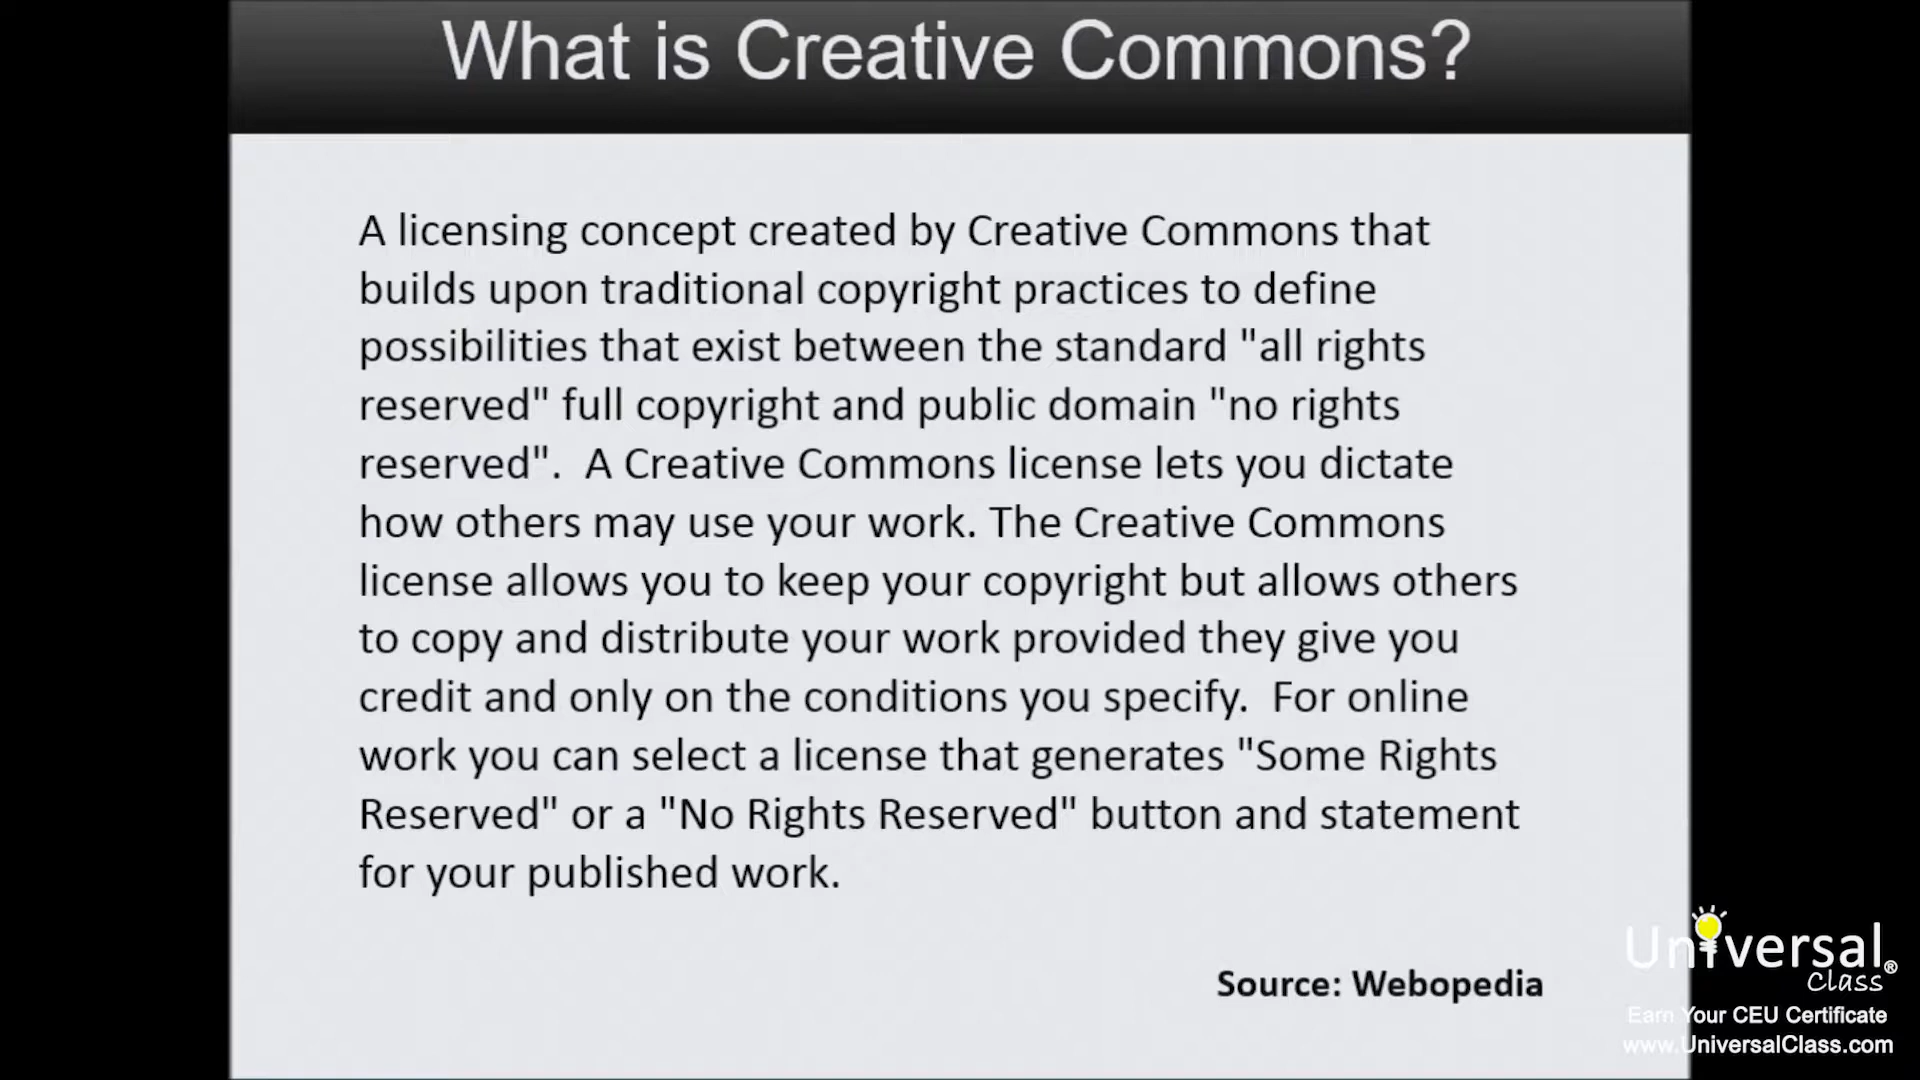 What is Creative Commons?
A licensing concept created by Creative Commons that
builds upon traditional copyright practices to define
possibilities that exist between the standard "all rights
reserved" full copyright and public domain "no rights
reserved".  A Creative Commons license lets you dictate
how others may use your work. The Creative Commons
license allows you to keep your copyright but allows others
to copy and distribute your work provided they give you
credit and only on the conditions you specify.  For online
work you can select a license that generates "Some Rights
Reserved" or a "No Rights Reserved" button and statement
for your published work.
Source: Webopedia
Universal®
Class
Earn Your CEU Certificate
www.UniversalClass.com